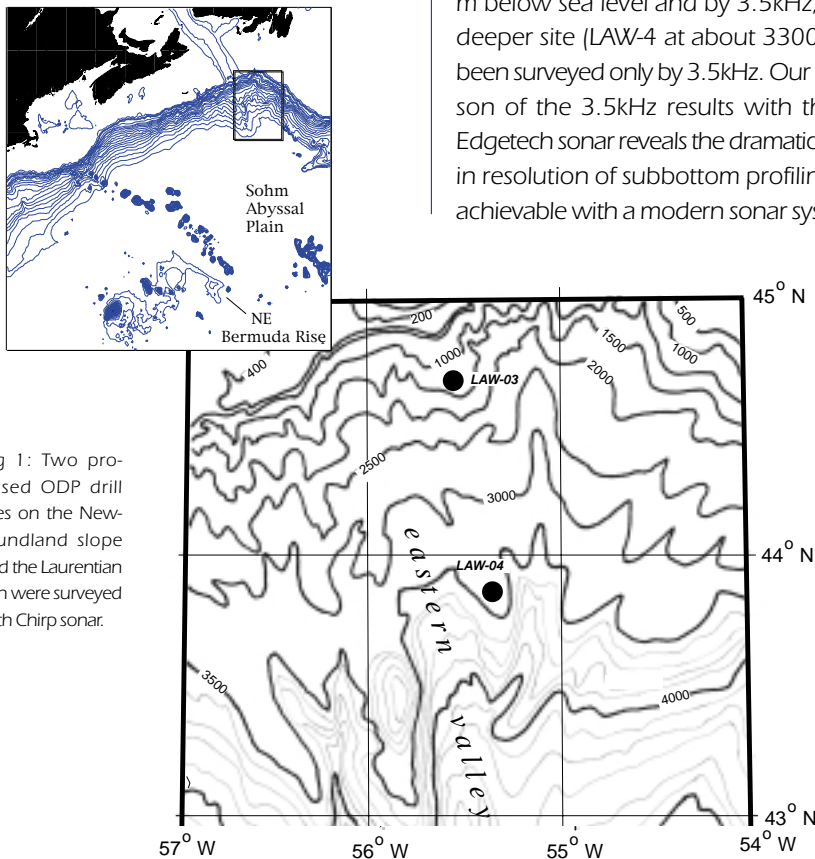 m below sea level and by 3.5kHz)
deeper site (LAW-4 at about 3300
been surveyed only by 3.5kHz. Our
son of the 3.5kHz results with th
Edgetech sonar reveals the dramatic
in resolution of subbottom profilin
achievable with a modern sonar sys
Sohm
Abyssal
Plain
NE
Bermuda Rise
g 1: Two pro-
sed ODP drill
es on the New-
undland slope
d the Laurentian
n were surveyed
th Chirp sonar.
45° N
200
500
400
1000
1500
1000
2000
LAW-03
2500
3000
eastern
44° N
LAW-04
3500
4000
valley
43° N
57° W
56° W
55° W
54° W